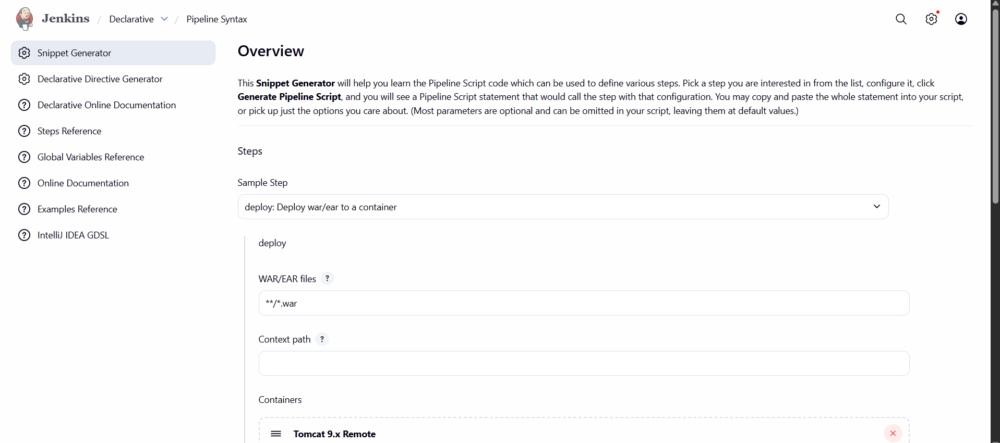 Jenkins / Declarative / Pipeline Syntax
Snippet Generator
Declarative Directive Generator
Declarative Online Documentation
Steps Reference
Global Variables Reference
Online Documentation
Examples Reference
IntelliJ IDEA GDSL
Overview
This Snippet Generator will help you learn the Pipeline Script code which can be used to define various steps. Pick a step you are interested in from the list, configure it, click
Generate Pipeline Script, and you will see a Pipeline Script statement that would call the step with that configuration. You may copy and paste the whole statement into your script,
or pick up just the options you care about. (Most parameters are optional and can be omitted in your script, leaving them at default values.)
Steps
Sample Step
deploy: Deploy war/ear to a container
deploy
WAR/EAR files ?
**/*.war
Context path ?
Containers
Tomcat 9.x Remote